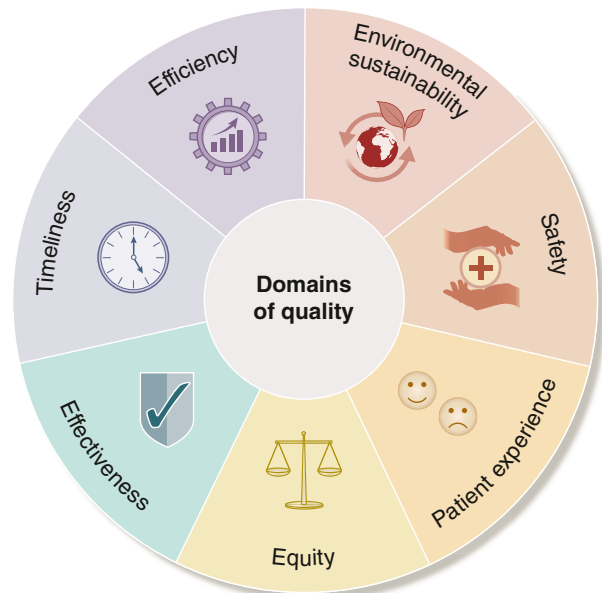 Domains
of quality
Environmental
sustainability
Safety
Patient experience
Equity
Effectiveness
Timeliness
Efficiency